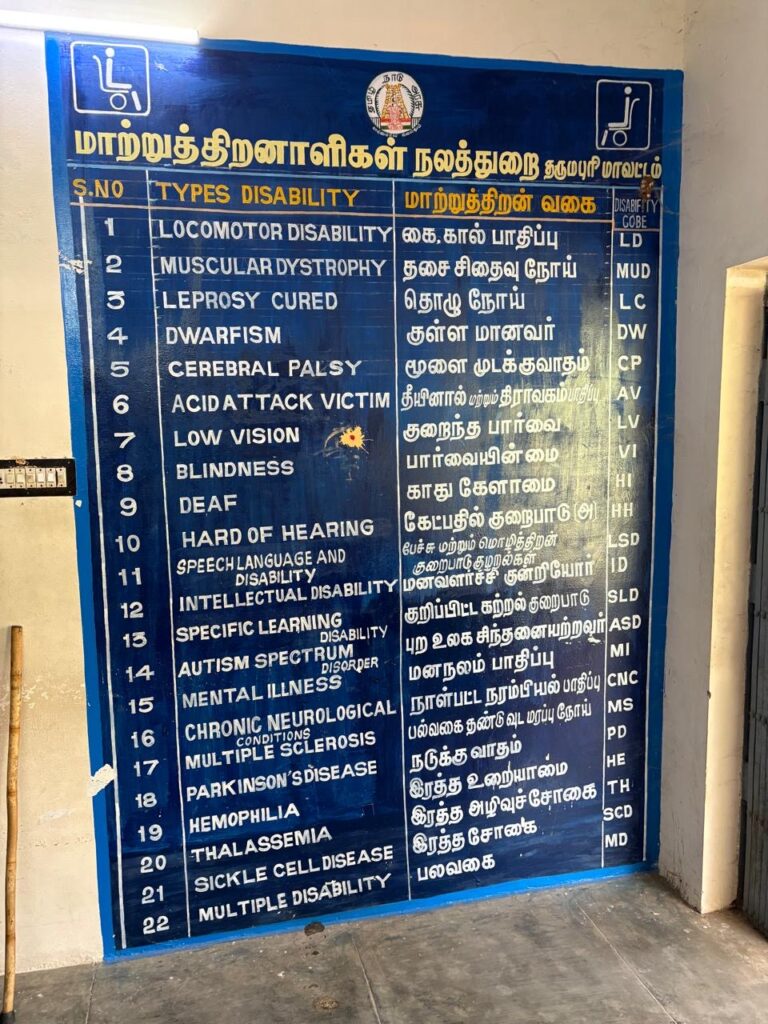 தமிழ் நாடு அரசு
மாற்றுத்திறனாளிகள் நலத்துறை தருமபுரி மாவட்டம்
S.NO TYPES DISABILITY மாற்றுத்திறன் வகை DISABIFITY GOBE
1 LOCOMOTOR DISABILITY கை.கால் பாதிப்பு LD
2 MUSCULAR DYSTROPHY தசை சிதைவு நோய் MUD
3 LEPROSY CURED தொழு நோய் LC
4 DWARFISM குள்ள மானவர் DW
5 CEREBRAL PALSY மூளை முடக்குவாதம் CP
6 ACID ATTACK VICTIM தீயினால் மற்றும் திராவகம் பாதிப்பு AV
7 LOW VISION குறைந்த பார்வை LV
8 BLINDNESS பார்வையின்மை VI
9 DEAF காது கேளாமை HI
10 HARD OF HEARING கேட்பதில் குறைபாடு (அ) HH
11 SPEECH LANGUAGE AND DISABILITY பேச்சு மற்றும் மொழித்திறன் LSD
12 INTELLECTUAL DISABILITY மனவளர்ச்சி குன்றியோர் ID
13 SPECIFIC LEARNING DISABILITY குறிப்பிட்ட கற்றல் குறைபாடு SLD
14 AUTISM SPECTRUM DISORDER புற உலக சிந்தனையற்றவர் ASD
15 MENTAL ILLNESS மனநலம் பாதிப்பு MI
16 CHRONIC NEUROLOGICAL CONDITIONS நாள்பட்ட நரம்பியல் பாதிப்பு CNC
17 MULTIPLE SCLEROSIS பல்வகை தண்டுவட மரப்பு நோய் MS
18 PARKINSON'S DISEASE நடுக்கு வாதம் PD
19 HEMOPHILIA இரத்த உறையாமை HE
20 THALASSEMIA இரத்த அழிவுச்சோகை TH
21 SICKLE CELL DISEASE இரத்த சோகை SCD
22 MULTIPLE DISABILITY பலவகை MD